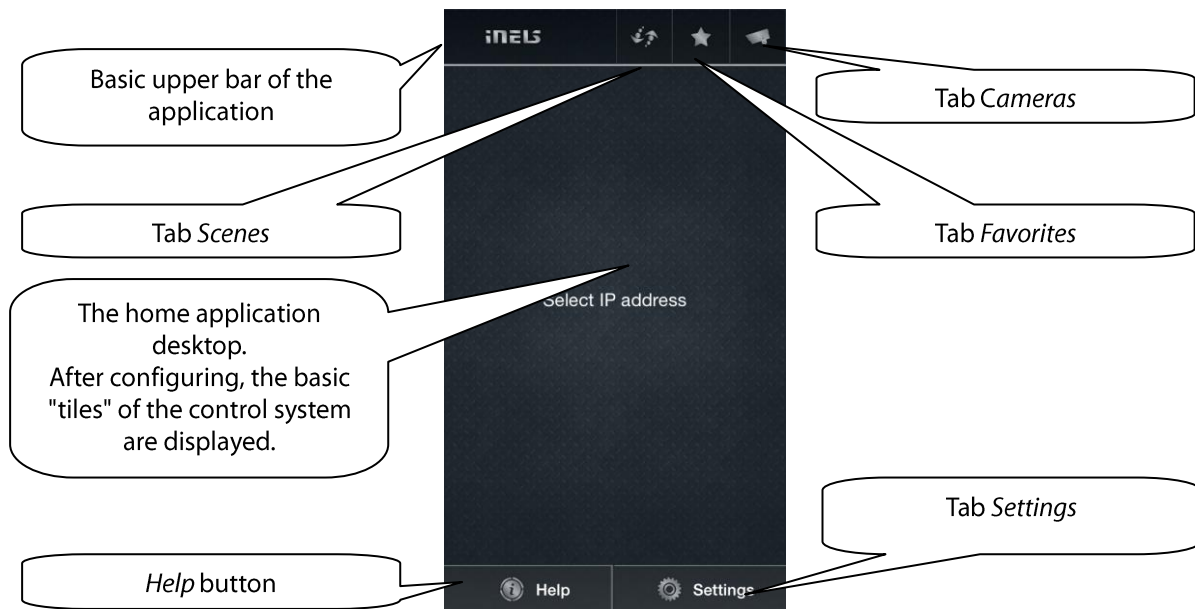 iNELS
Basic upper bar of the
application
Tab Cameras
Tab Scenes
Tab Favorites
The home application
desktop.
After configuring, the basic
"tiles" of the control system
are displayed.
Select IP address
Tab Settings
Help button
Help
Settings